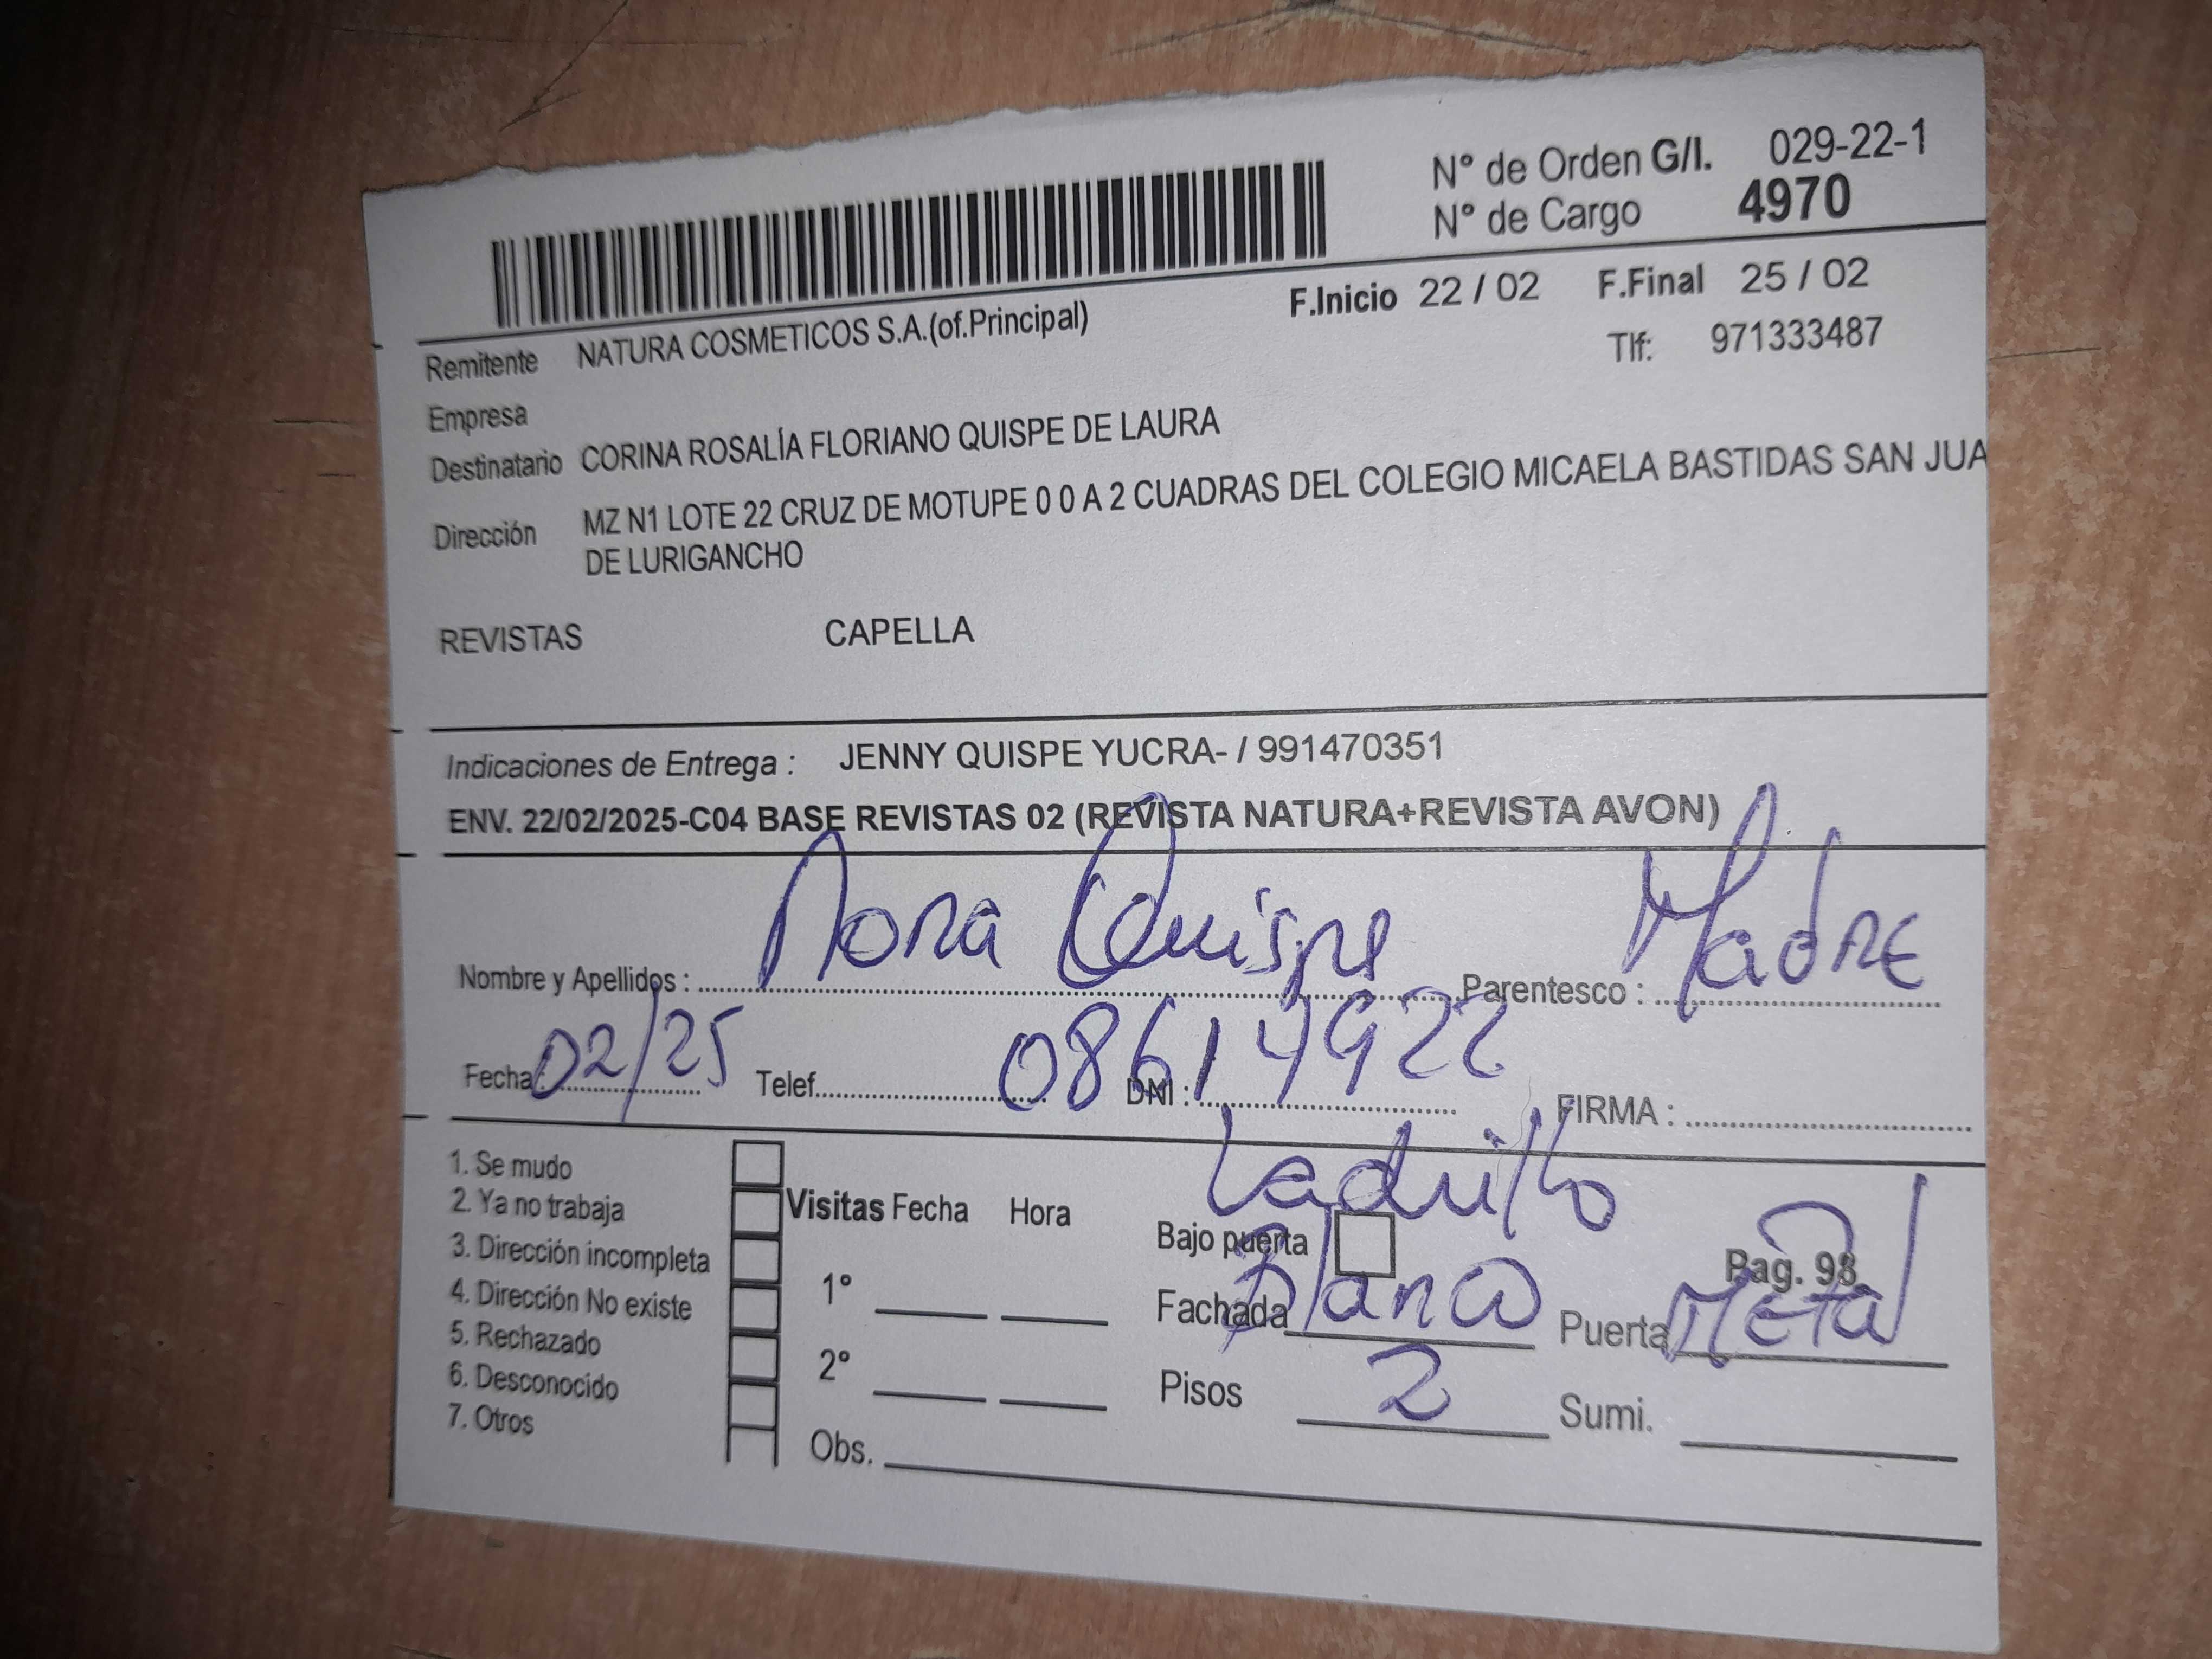 N° de Orden G/I. 029-22-1
N° de Cargo 4970
F.Inicio 22 / 02 F.Final 25 / 02
Remitente NATURA COSMETICOS S.A.(of.Principal)
Tlf: 971333487
Empresa
Destinatario CORINA ROSALÍA FLORIANO QUISPE DE LAURA
Dirección MZ N1 LOTE 22 CRUZ DE MOTUPE 0 0 A 2 CUADRAS DEL COLEGIO MICAELA BASTIDAS SAN JUA
DE LURIGANCHO
REVISTAS CAPELLA
Indicaciones de Entrega : JENNY QUISPE YUCRA- / 991470351
ENV. 22/02/2025-C04 BASE REVISTAS 02 (REVISTA NATURA+REVISTA AVON)
Nombre y Apellidos : Nora Quispe Parentesco : Madre
Fecha 02/25 Telef. DNI : 08614922 FIRMA :
1. Se mudo
2. Ya no trabaja
3. Dirección incompleta
4. Dirección No existe
5. Rechazado
6. Desconocido
7. Otros
Visitas Fecha Hora
1°
2°
Obs.
Ladrillo
Bajo puerta
Pag. 98
Fachada Blanco Puerta Metal
Pisos 2 Sumi.